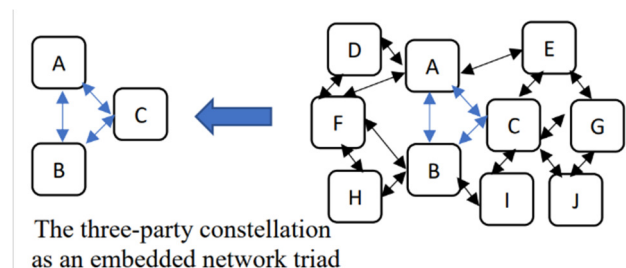 D
E
A
A
C
F
C
G
B
B
H
I
J
The three-party constellation
as an embedded network triad